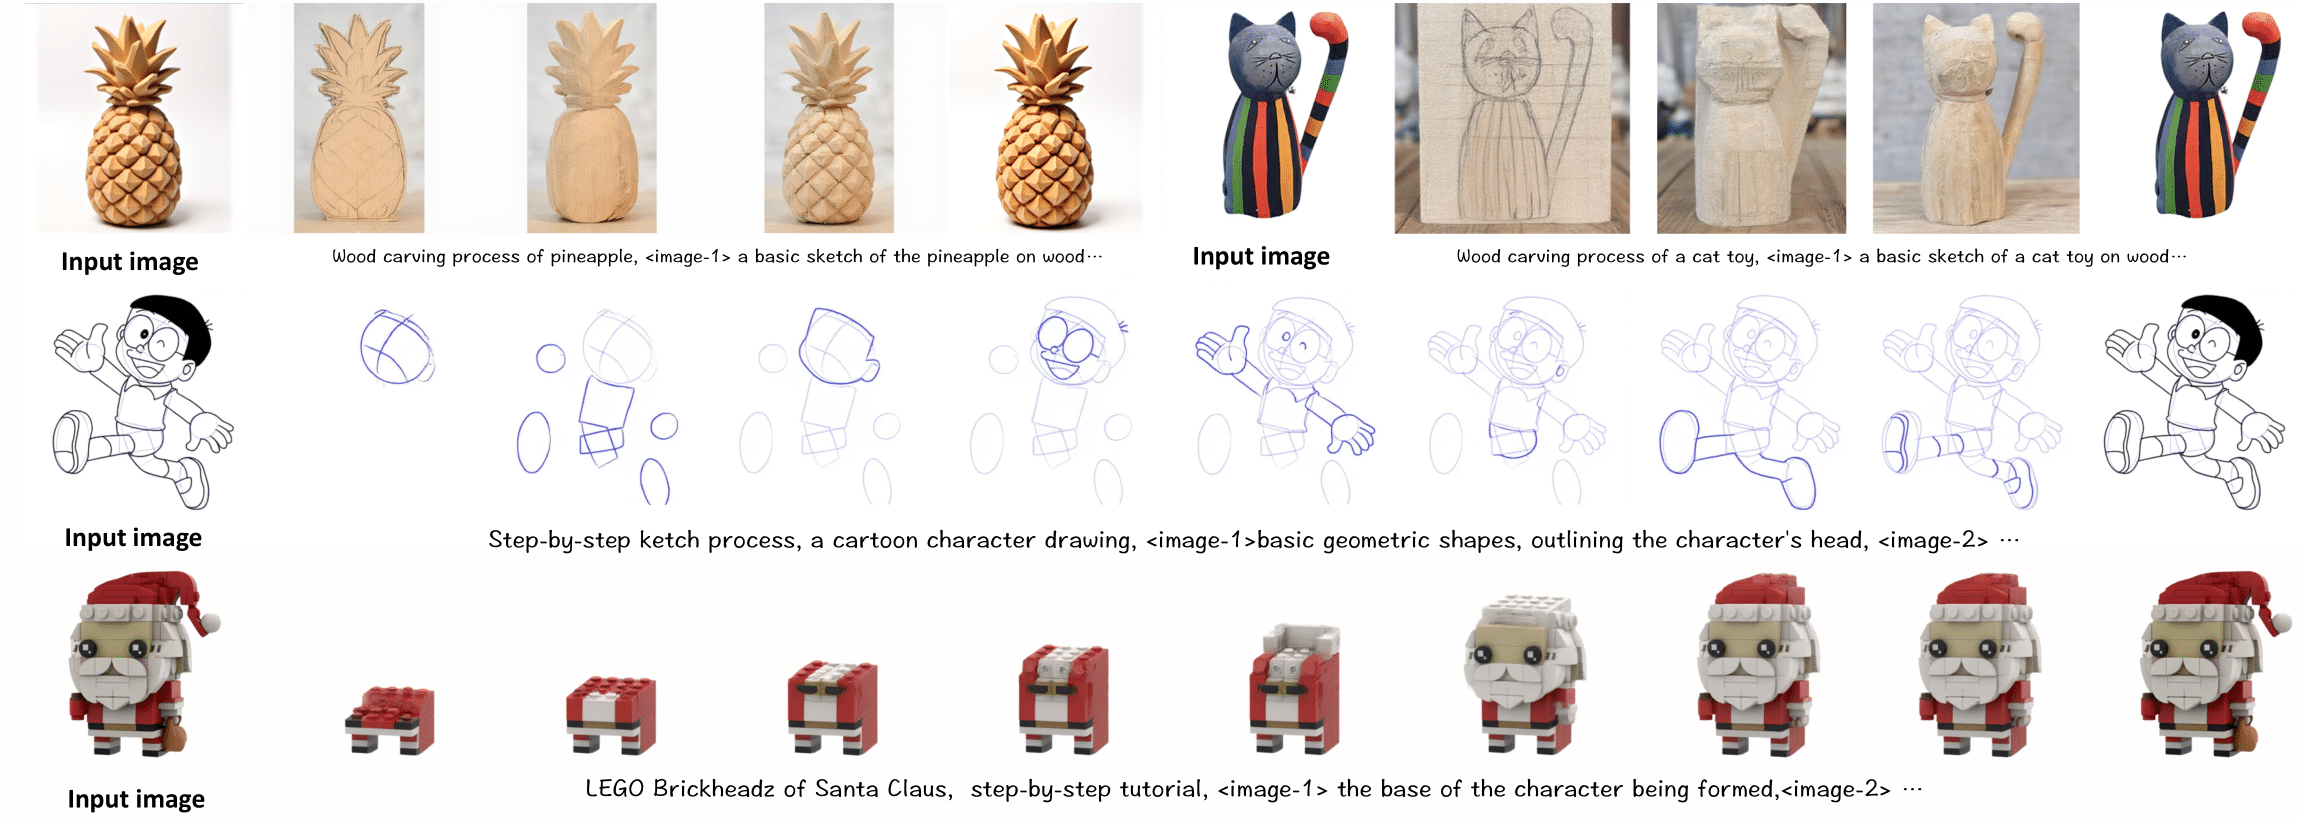 Input image
Wood carving process of pineapple, <image-1> a basic sketch of the pineapple on wood…
Input image
Wood carving process of a cat toy, <image-1> a basic sketch of a cat toy on wood…
Input image
Step-by-step ketch process, a cartoon character drawing, <image-1>basic geometric shapes, outlining the character's head, <image-2> …
Input image
LEGO Brickheadz of Santa Claus, step-by-step tutorial, <image-1> the base of the character being formed,<image-2> …